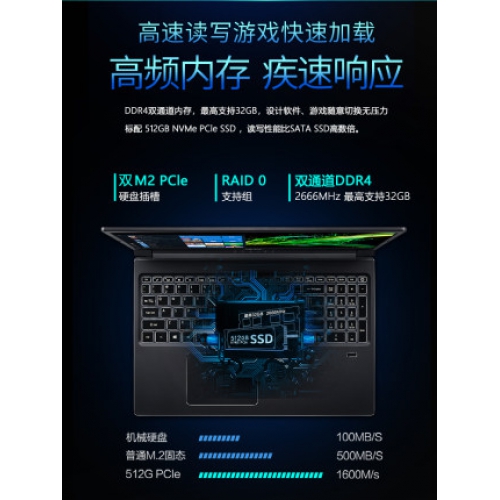 高速读写游戏快速加载
高频内存 疾速响应
DDR4双通道内存，最高支持32GB，设计软件、游戏随意切换无压力
标配 512GB NVMe PCIe SSD ，读写性能比SATA SSD高数倍。
双M2 PCIe
硬盘插槽
RAID 0
支持组
双通道DDR4
2666MHz 最高支持32GB
512GB SSD
机械硬盘 100MB/S
普通M.2固态 500MB/S
512G PCIe 1600M/s